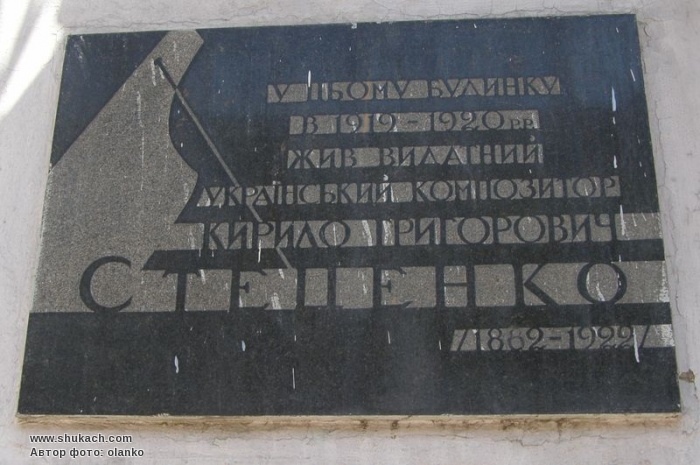 У ЦЬОМУ БУДИНКУ
В 1919-1920 рр.
ЖИВ ВИДАТНИЙ
УКРАЇНСЬКИЙ КОМПОЗИТОР
КИРИЛО ГРИГОРОВИЧ
СТЕЦЕНКО
/1882-1922/
www.shukach.com
Автор фото: olanko